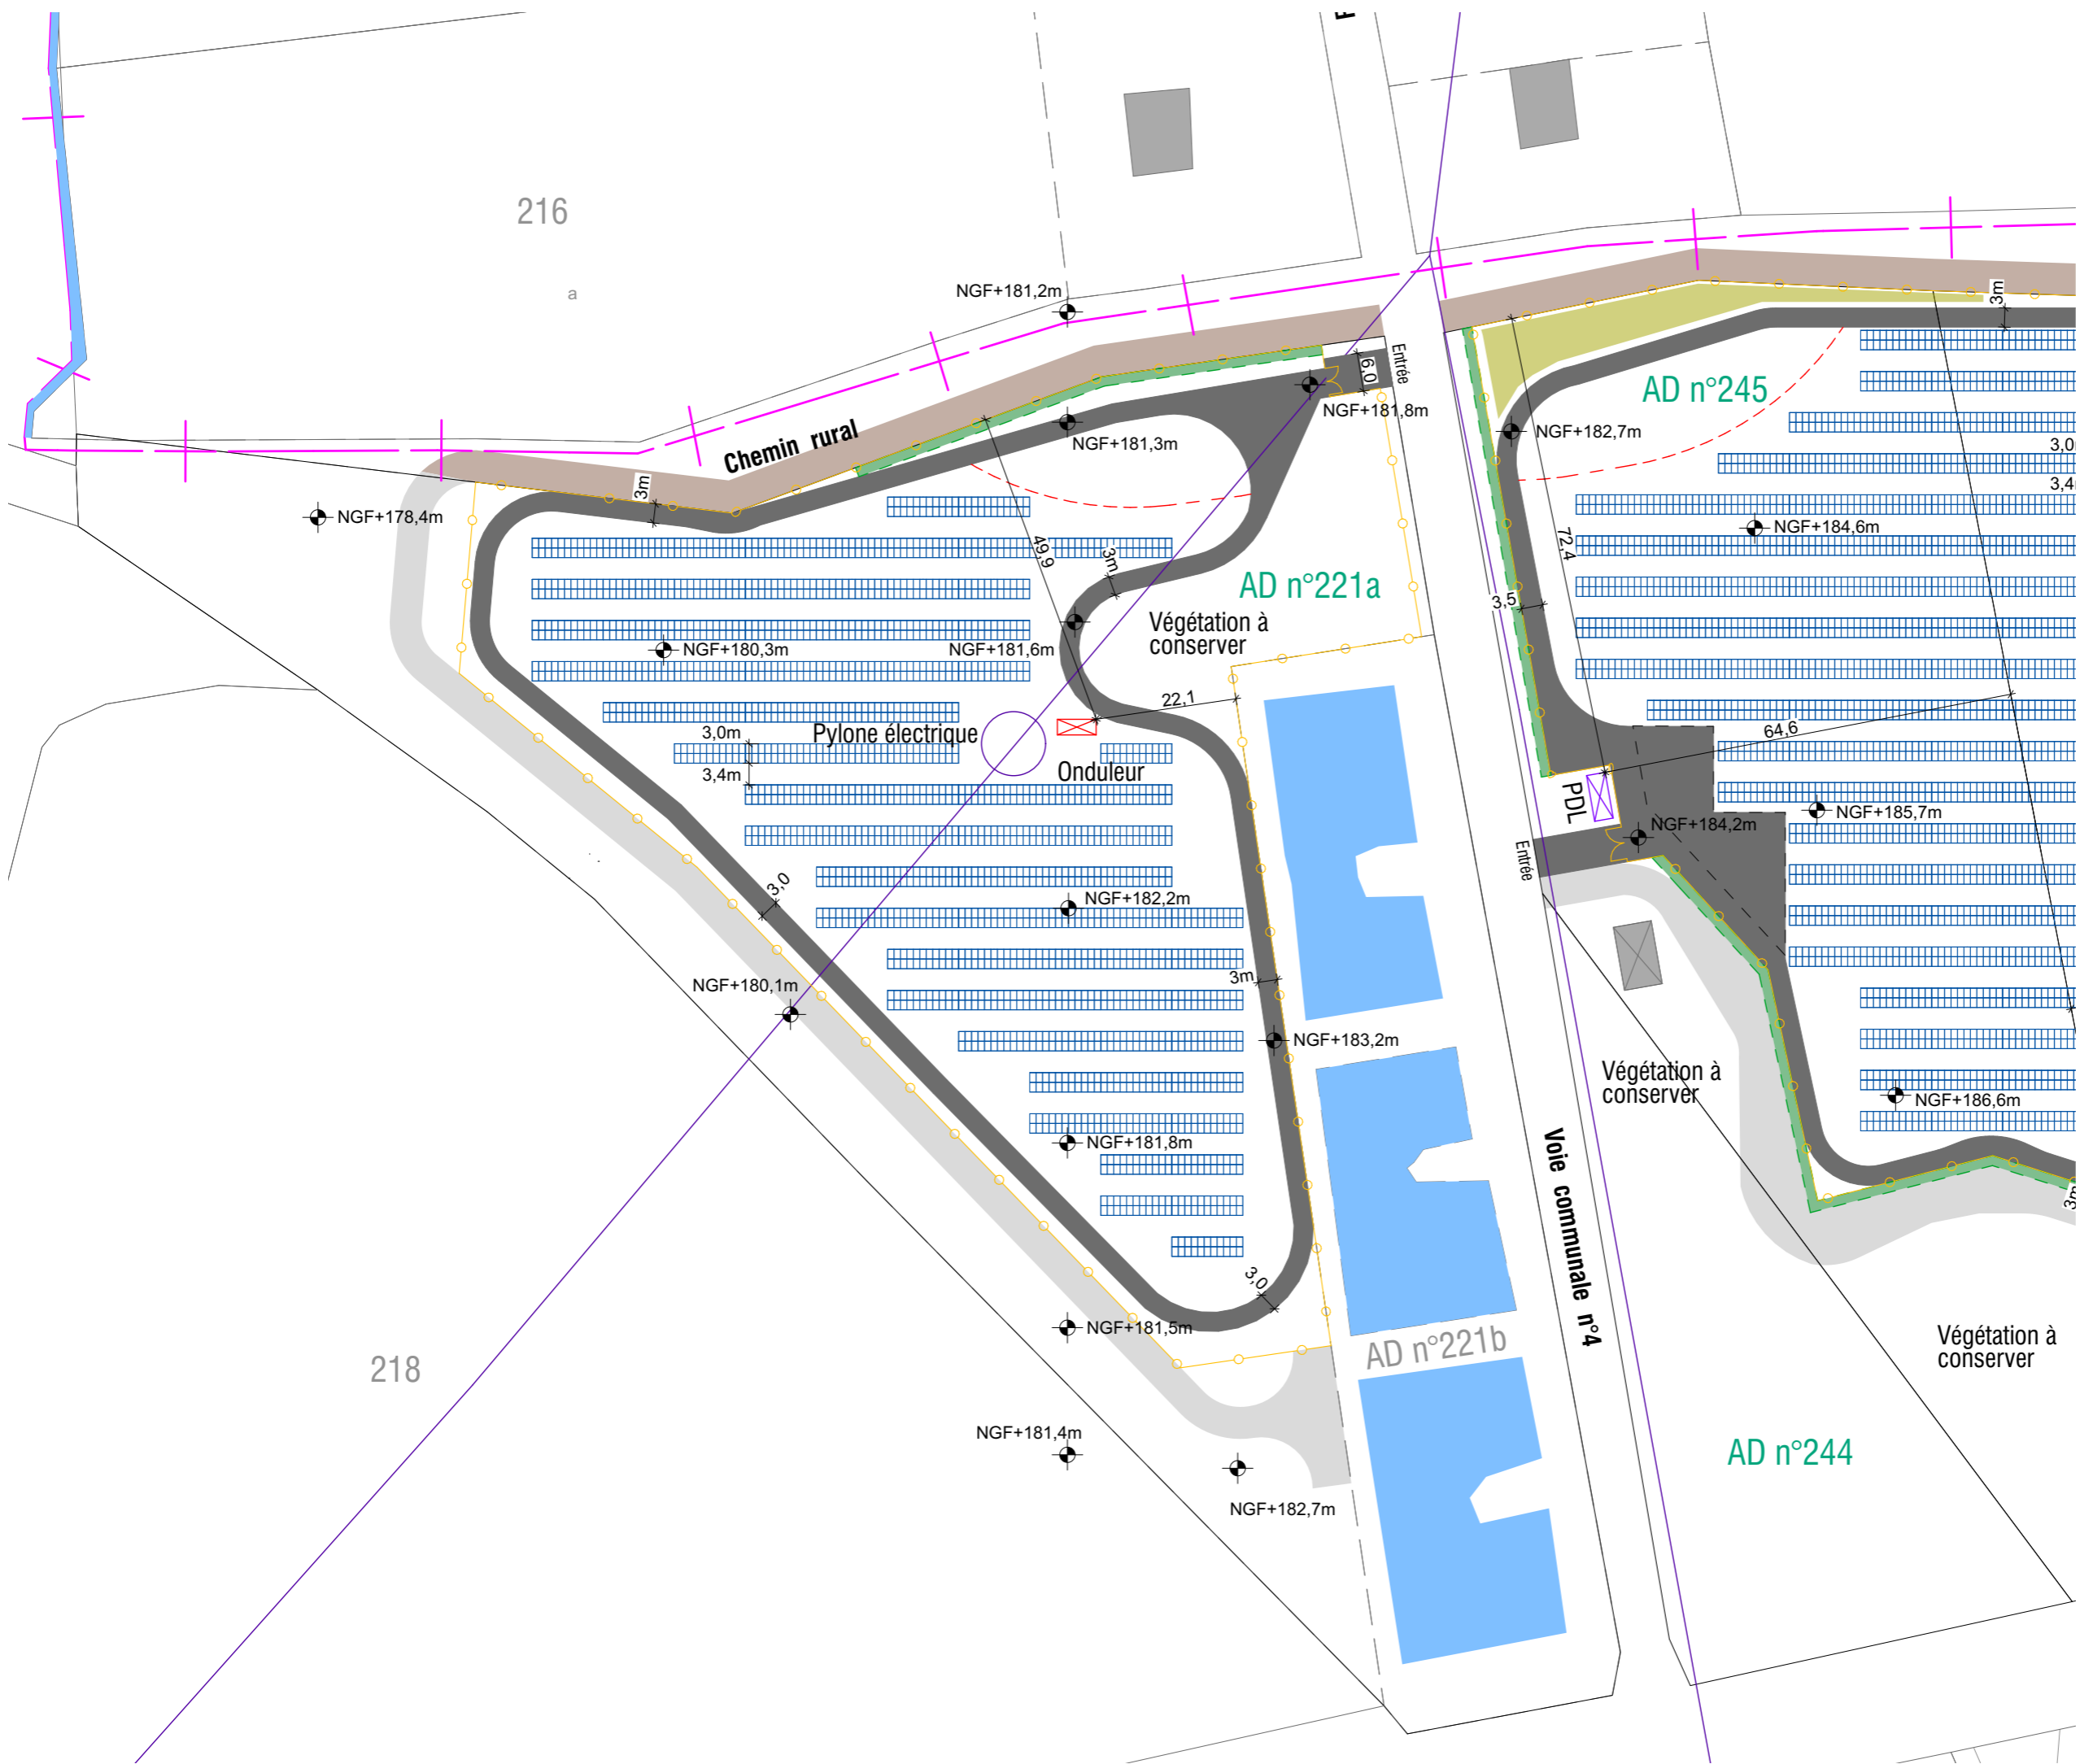 216
a
NGF+181,2m
Entrée
6,0
NGF+181,8m
3m
AD n°245
NGF+182,7m
NGF+181,3m
Chemin rural
3,0
3,4
3m
NGF+178,4m
NGF+184,6m
49,9
3m
72,4
AD n°221a
3,5
Végétation à
conserver
NGF+180,3m
NGF+181,6m
22,1
64,6
3,0m
Pylone électrique
3,4m
Onduleur
PDL
NGF+185,7m
NGF+184,2m
Entrée
3,0
NGF+182,2m
NGF+180,1m
3m
NGF+183,2m
Végétation à
conserver
NGF+186,6m
NGF+181,8m
Voie communale n°4
3m
3,0
NGF+181,5m
AD n°221b
Végétation à
conserver
218
NGF+181,4m
AD n°244
NGF+182,7m